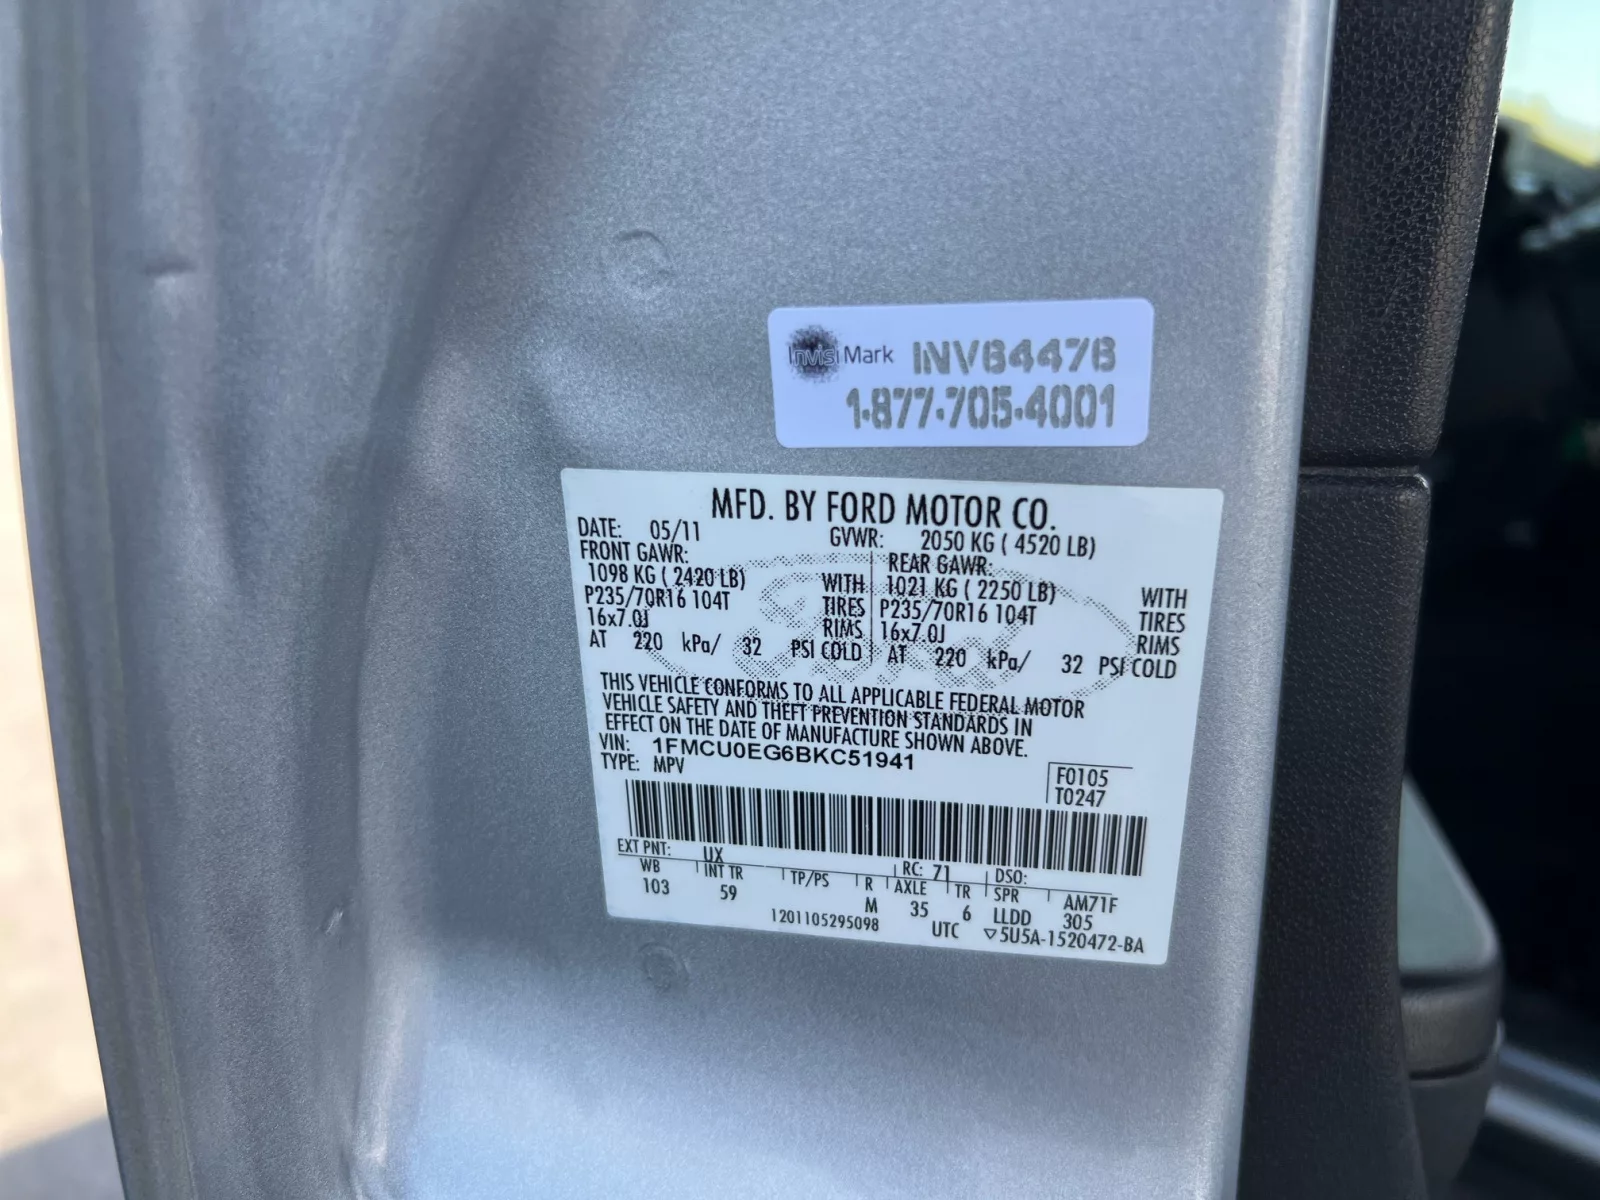 InvisiMark INV84478
1-877-705-4001
MFD. BY FORD MOTOR CO.
DATE: 05/11 GVWR: 2050 KG ( 4520 LB)
FRONT GAWR: REAR GAWR:
1098 KG ( 2420 LB) WITH 1021 KG ( 2250 LB) WITH
P235/70R16 104T TIRES P235/70R16 104T TIRES
16x7.0J RIMS 16x7.0J RIMS
AT 220 kPa/ 32 PSI COLD AT 220 kPa/ 32 PSI COLD
THIS VEHICLE CONFORMS TO ALL APPLICABLE FEDERAL MOTOR
VEHICLE SAFETY AND THEFT PREVENTION STANDARDS IN
EFFECT ON THE DATE OF MANUFACTURE SHOWN ABOVE.
VIN: 1FMCU0EG6BKC51941
TYPE: MPV F0105
T0247
EXT PNT: UX RC: 71 DSO:
WB INT TR TP/PS R AXLE TR SPR AM71F
103 59 M 35 6 LLDD 305
1201105295098 UTC ▽5U5A-1520472-BA